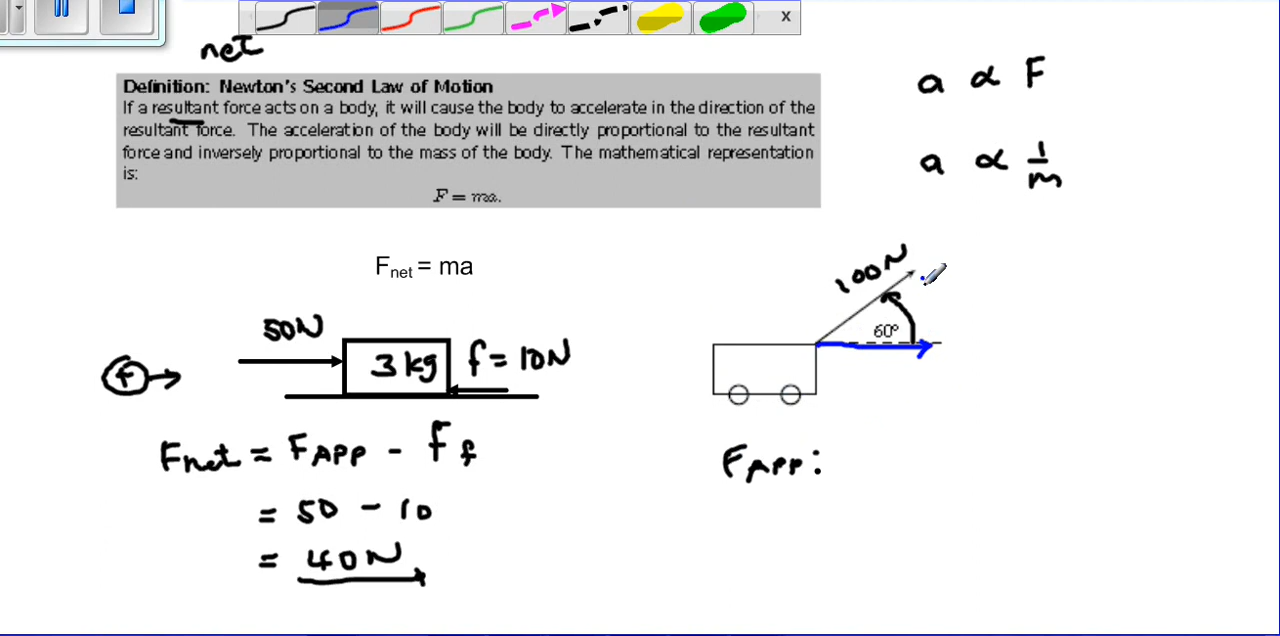 x
net
Definition: Newton's Second Law of Motion
If a resultant force acts on a body, it will cause the body to accelerate in the direction of the
resultant force. The acceleration of the body will be directly proportional to the resultant
force and inversely proportional to the mass of the body. The mathematical representation
is:
F = ma.
a ∝ F
a ∝ 1/m
Fnet = ma
50N
3 kg
f = 10N
+
Fnet = FAPP - Ff
= 50 - 10
= 40N
100N
60°
FAPP: